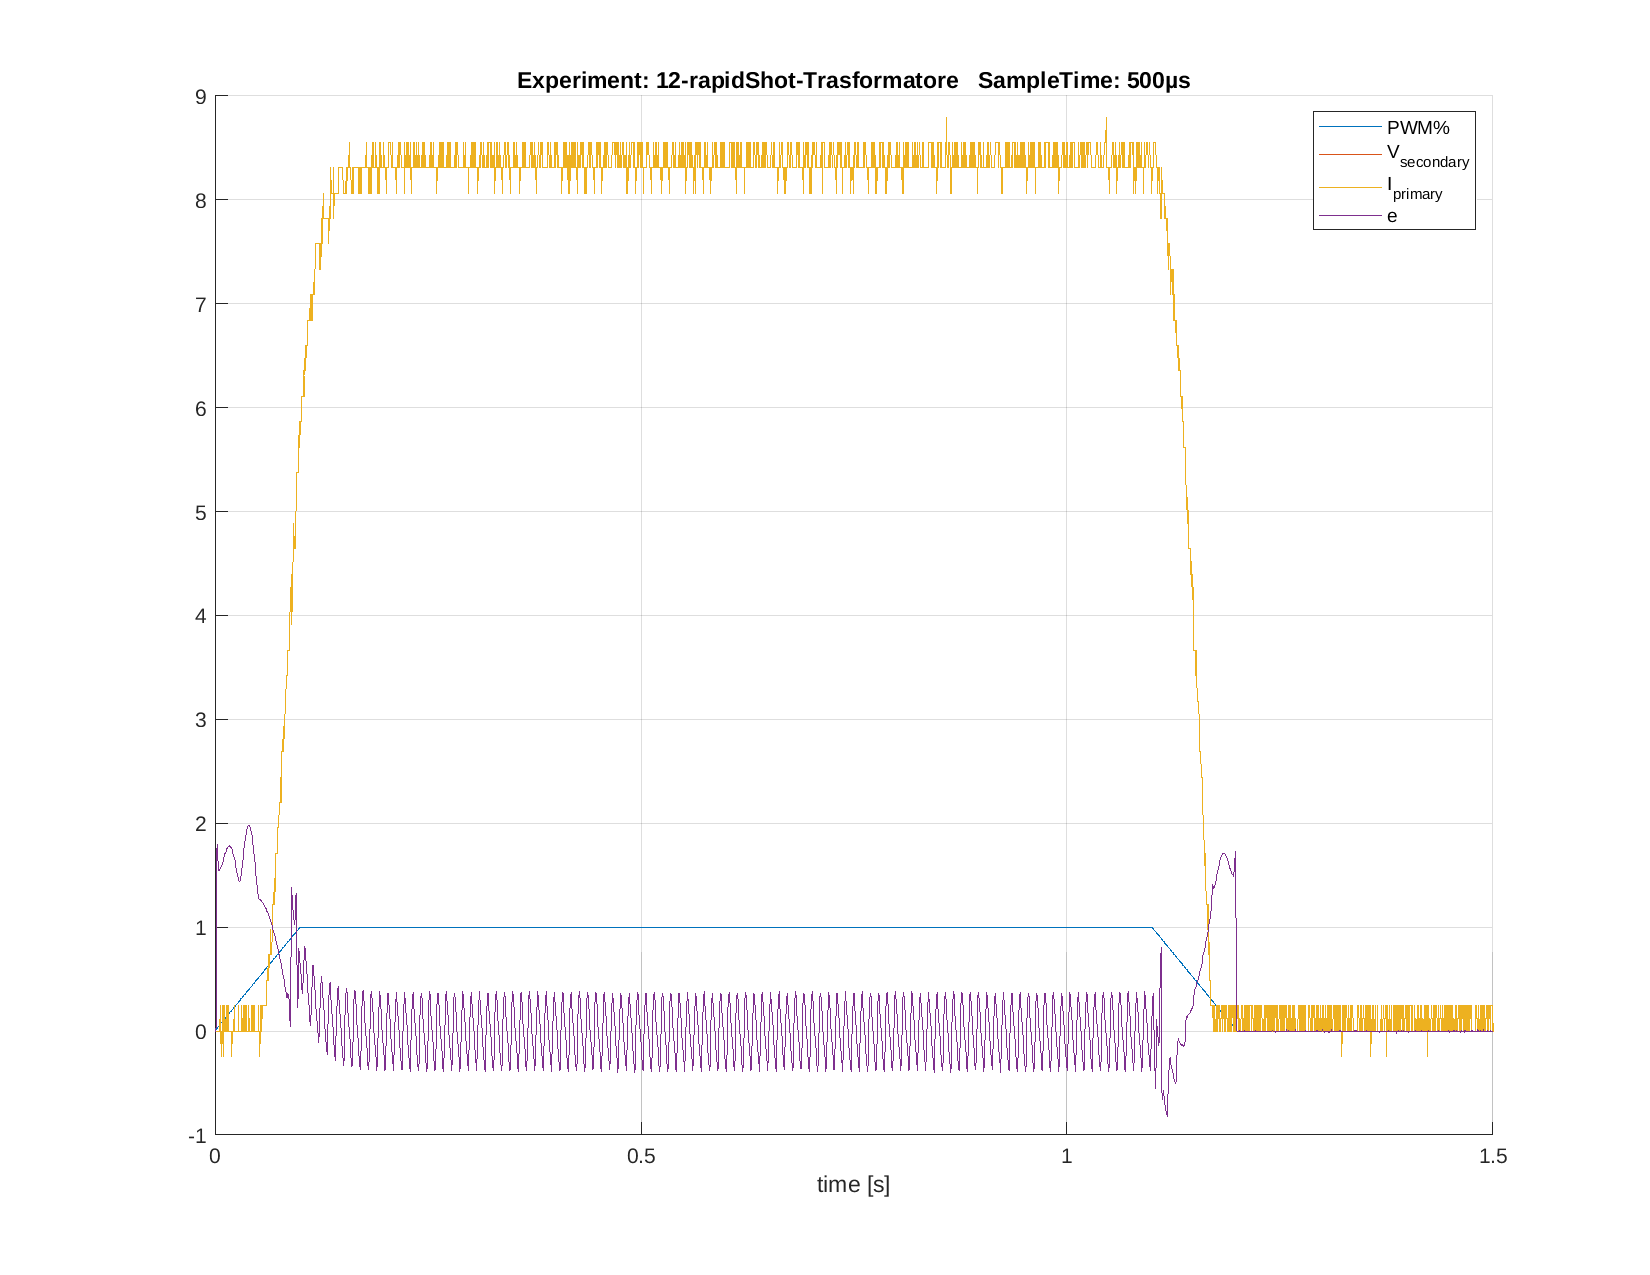 Experiment: 12-rapidShot-Trasformatore SampleTime: 500µs
9
8
7
6
5
4
3
2
1
0
-1
0 0.5 1 1.5
time [s]
PWM%
Vsecondary
Iprimary
e